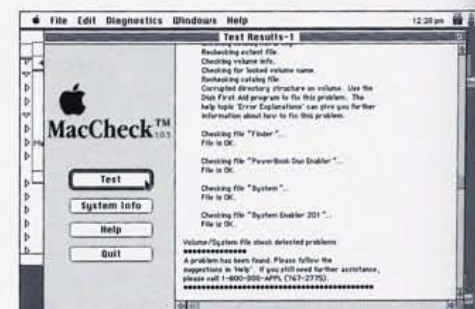 File Edit Diagnostics Windows Help
12:20 pm
Test Results-1
Rechecking extent file.
Checking volume info.
Checking for locked volume name.
Rechecking catalog file.
Corrupted directory structure on volume. Use the
Disk First Aid program to fix this problem. The
help topic 'Error Explanations' can give you further
information about how to fix this problem.
Checking file "Finder"...
File is OK.
Checking file "PowerBook Duo Enabler"...
File is OK.
Checking file "System"...
File is OK.
Checking file "System Enabler 201"...
File is OK.
Volume/System file check detected problems
**************
A problem has been found. Please follow the
suggestions in 'Help'. If you still need further assistance,
please call 1-800-SOS-APPL (767-2775).
MacCheck™
1.0.5
Test
System Info
Help
Quit